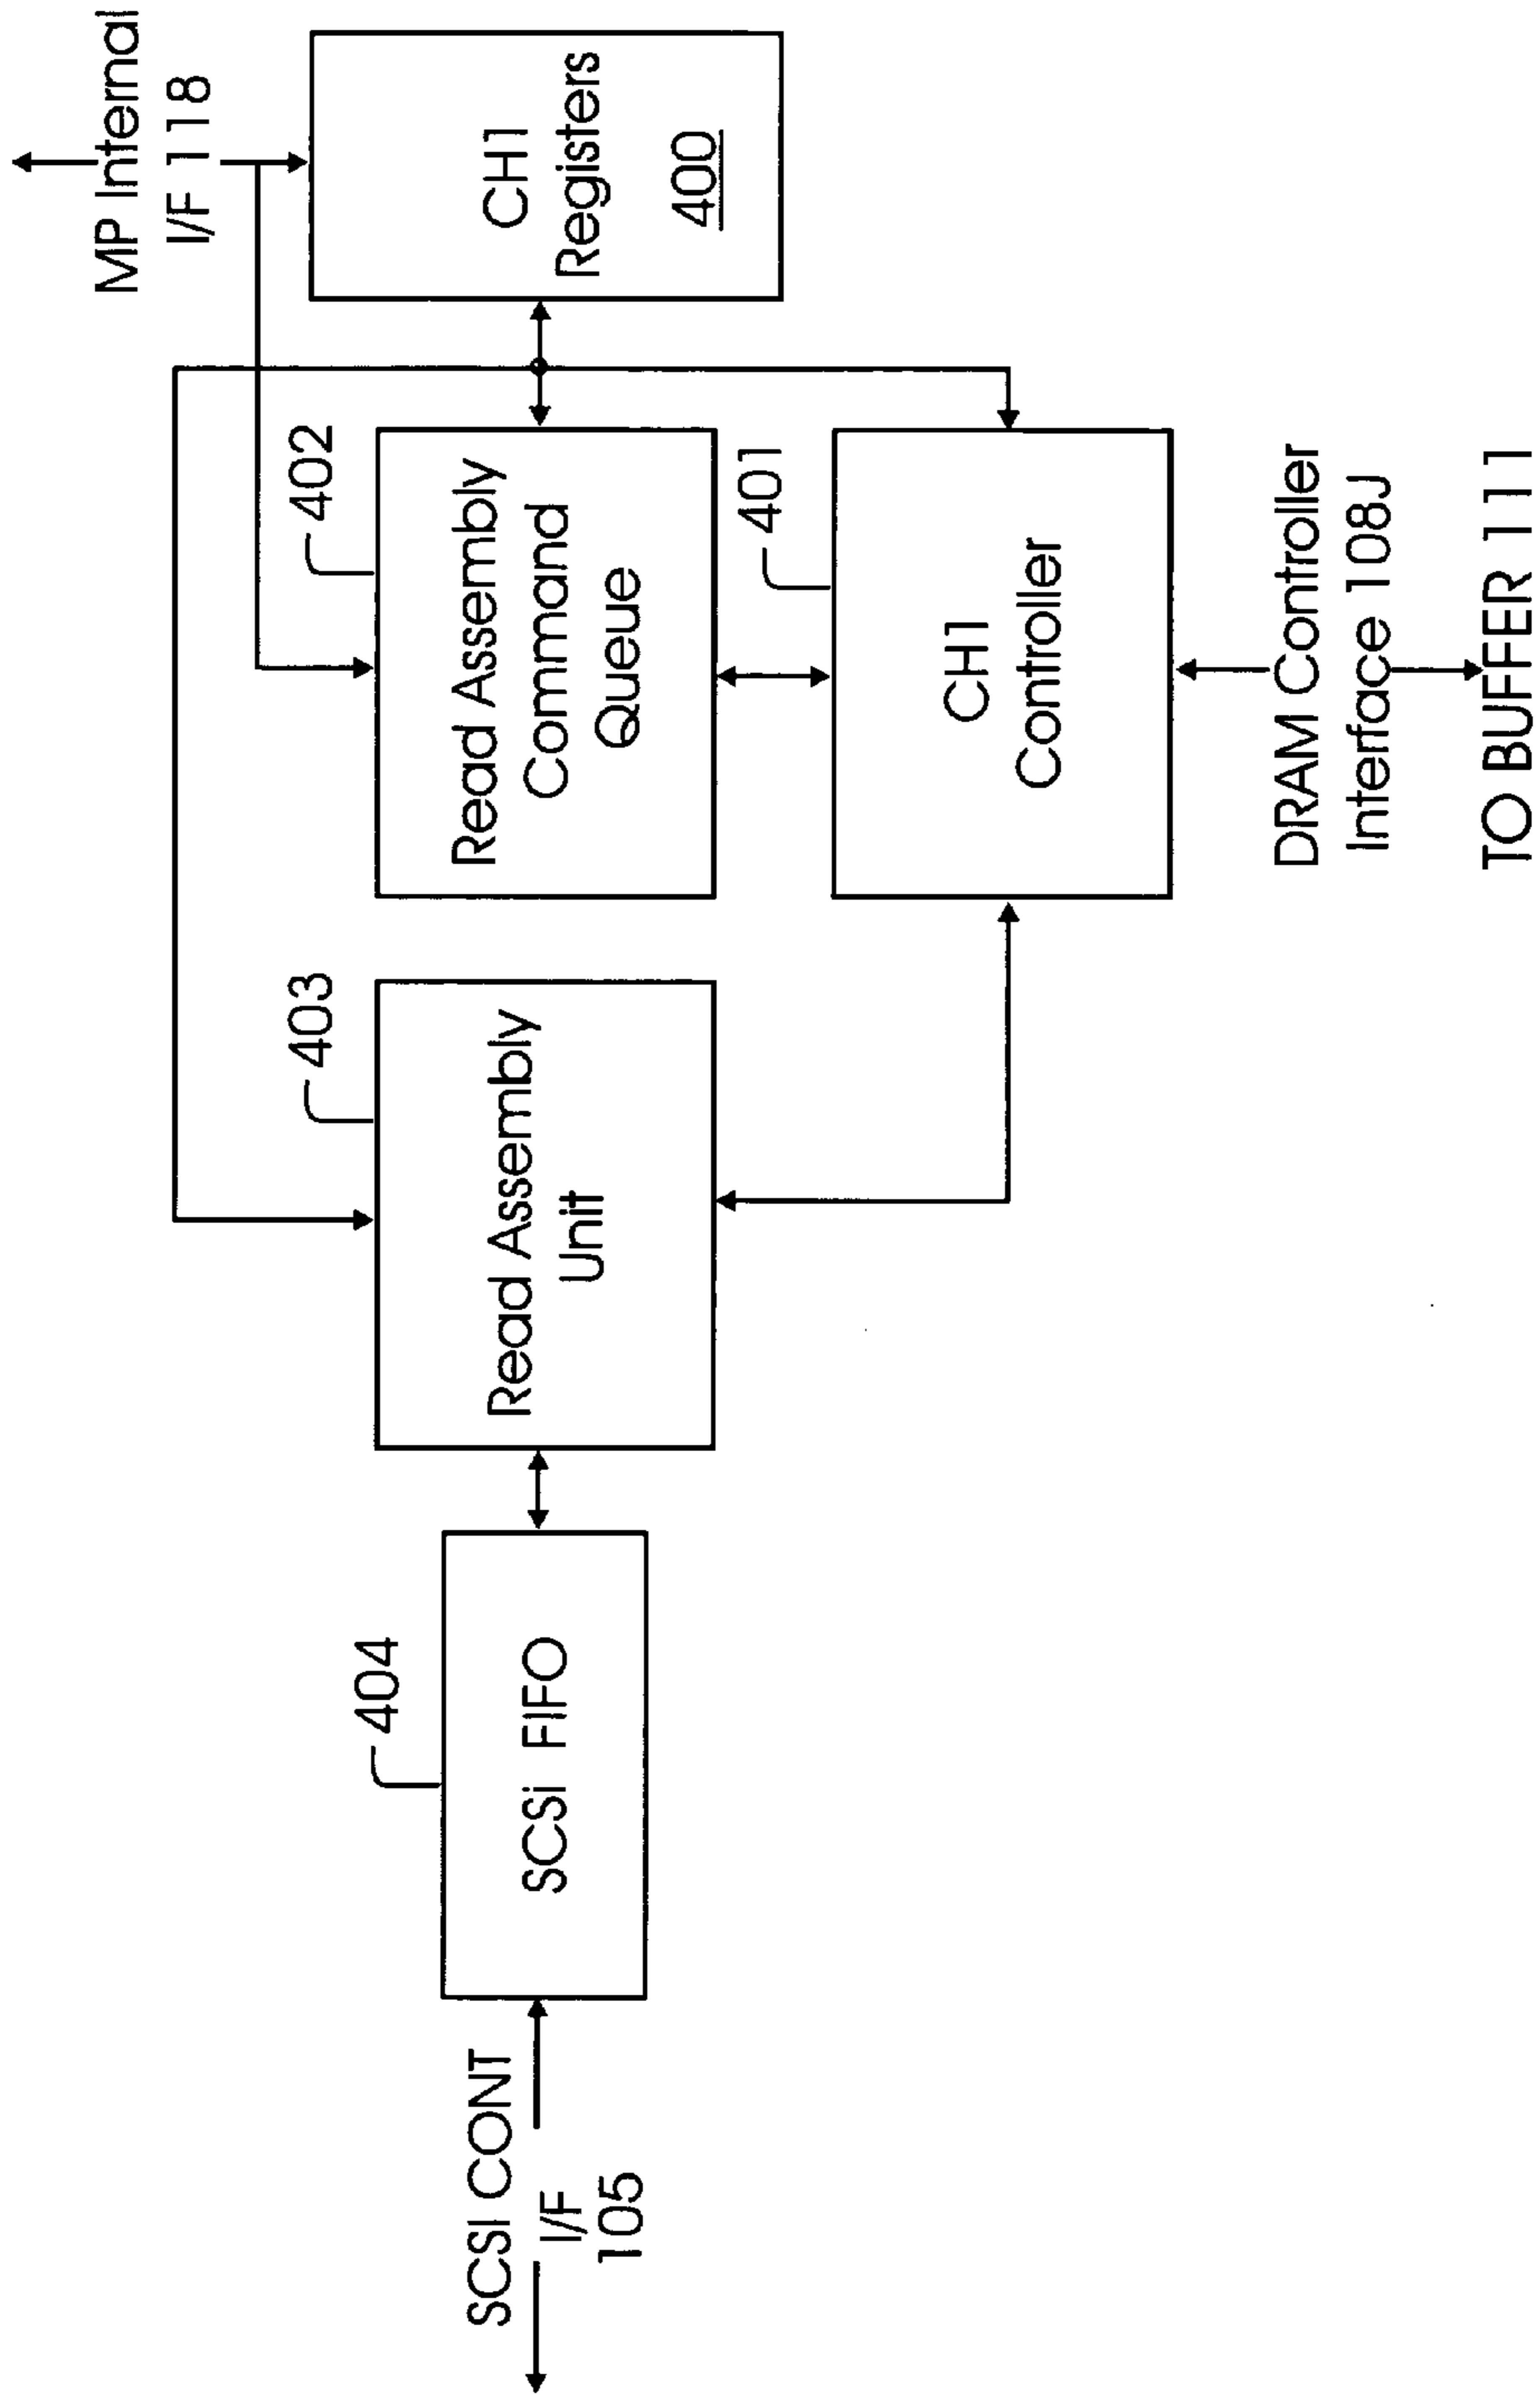 SCSI CONT
I/F
105
404
SCSi FIFO
403
Read Assembly
Unit
402
Read Assembly
Command
Queue
401
CH1
Controller
MP Internal
I/F 118
CH1
Registers
400
DRAM Controller
Interface 108J
TO BUFFER 111